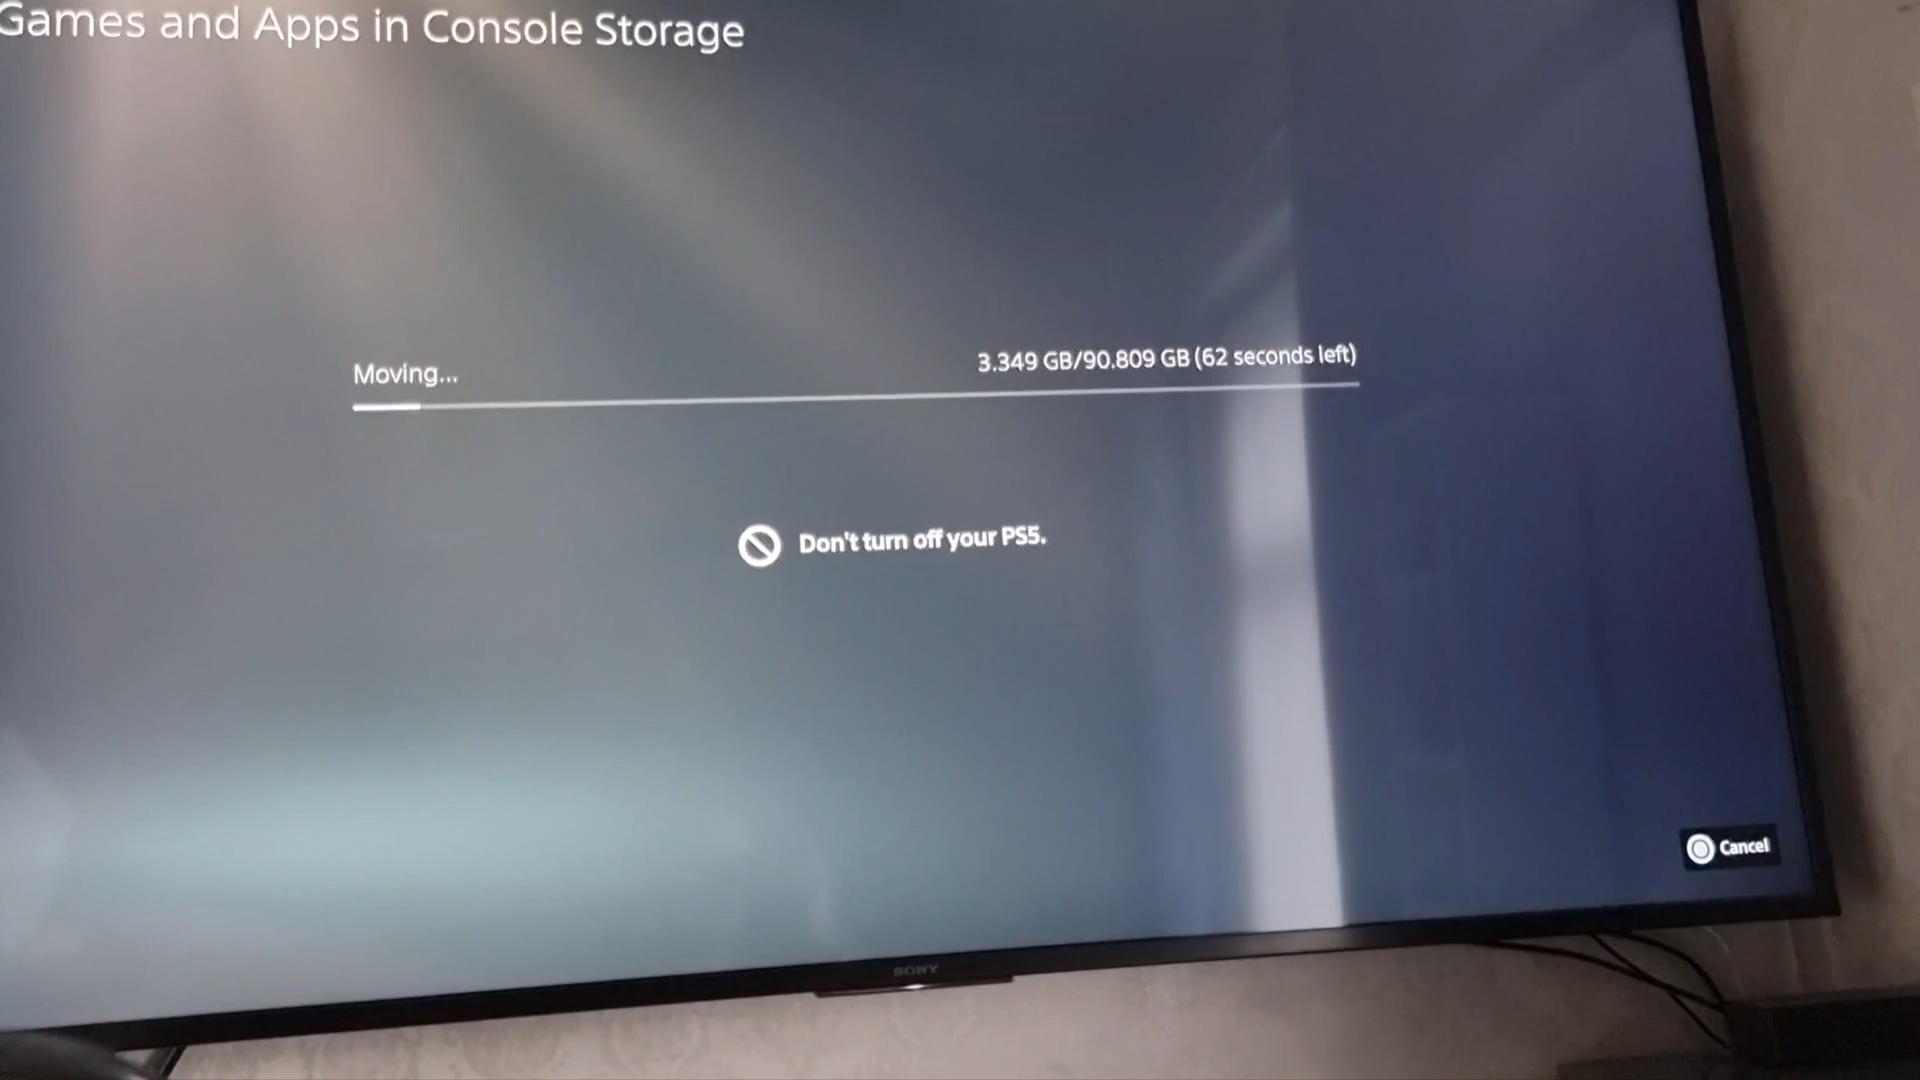 Games and Apps in Console Storage
Moving...
3.349 GB/90.809 GB (62 seconds left)
Don't turn off your PS5.
Cancel
SONY